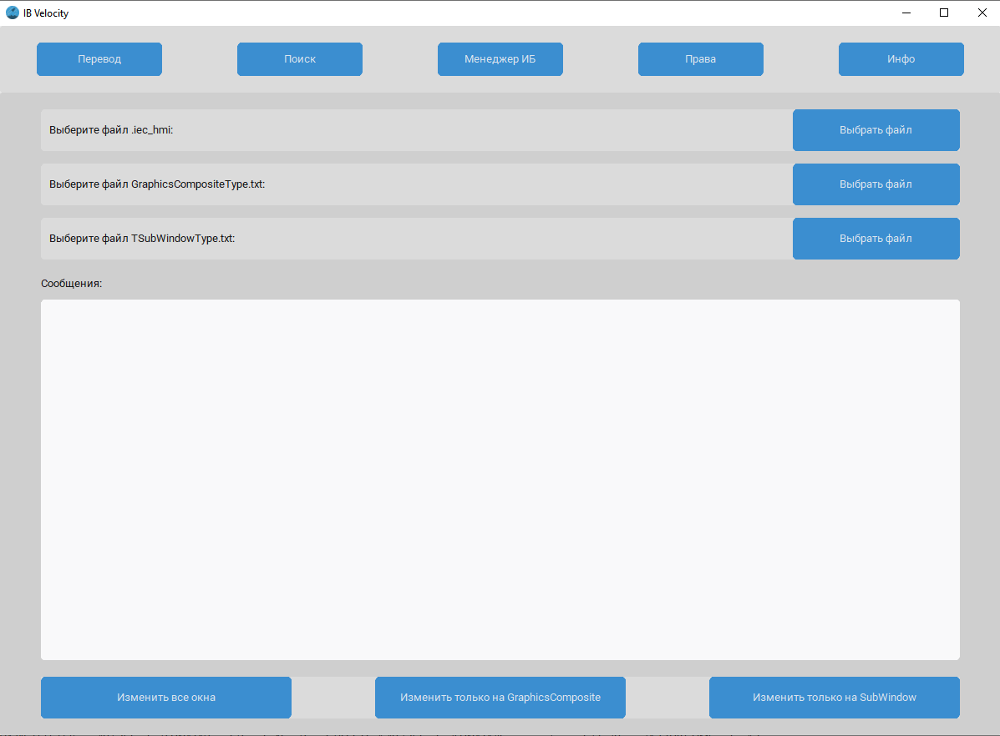 IB Velocity
Перевод
Поиск
Менеджер ИБ
Права
Инфо
Выберите файл .iec_hmi:
Выбрать файл
Выберите файл GraphicsCompositeType.txt:
Выбрать файл
Выберите файл TSubWindowType.txt:
Выбрать файл
Сообщения:
Изменить все окна
Изменить только на GraphicsComposite
Изменить только на SubWindow